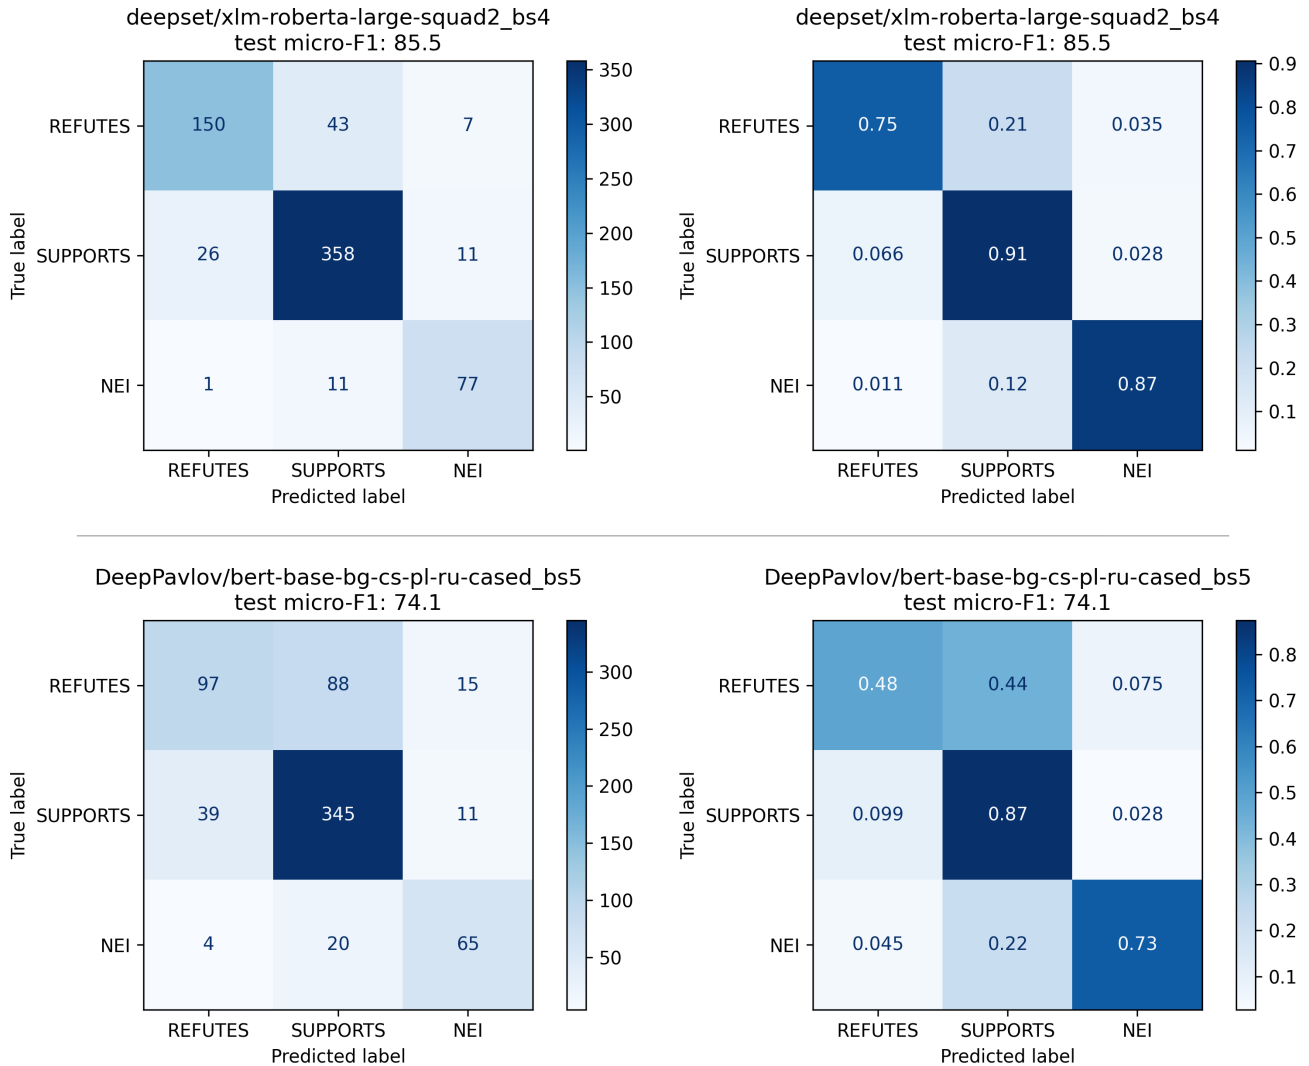 deepset/xlm-roberta-large-squad2_bs4
test micro-F1: 85.5
REFUTES 150 43 7
SUPPORTS 26 358 11
NEI 1 11 77
REFUTES SUPPORTS NEI
Predicted label
True label
350
300
250
200
150
100
50
deepset/xlm-roberta-large-squad2_bs4
test micro-F1: 85.5
REFUTES 0.75 0.21 0.035
SUPPORTS 0.066 0.91 0.028
NEI 0.011 0.12 0.87
REFUTES SUPPORTS NEI
Predicted label
True label
0.9
0.8
0.7
0.6
0.5
0.4
0.3
0.2
0.1
DeepPavlov/bert-base-bg-cs-pl-ru-cased_bs5
test micro-F1: 74.1
REFUTES 97 88 15
SUPPORTS 39 345 11
NEI 4 20 65
REFUTES SUPPORTS NEI
Predicted label
True label
300
250
200
150
100
50
DeepPavlov/bert-base-bg-cs-pl-ru-cased_bs5
test micro-F1: 74.1
REFUTES 0.48 0.44 0.075
SUPPORTS 0.099 0.87 0.028
NEI 0.045 0.22 0.73
REFUTES SUPPORTS NEI
Predicted label
True label
0.8
0.7
0.6
0.5
0.4
0.3
0.2
0.1